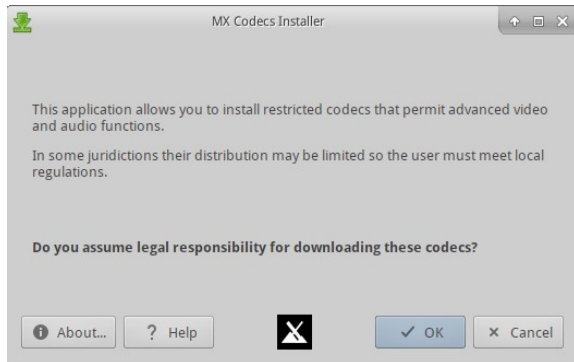 MX Codecs Installer
This application allows you to install restricted codecs that permit advanced video
and audio functions.
In some juridictions their distribution may be limited so the user must meet local
regulations.
Do you assume legal responsibility for downloading these codecs?
About... ? Help OK Cancel